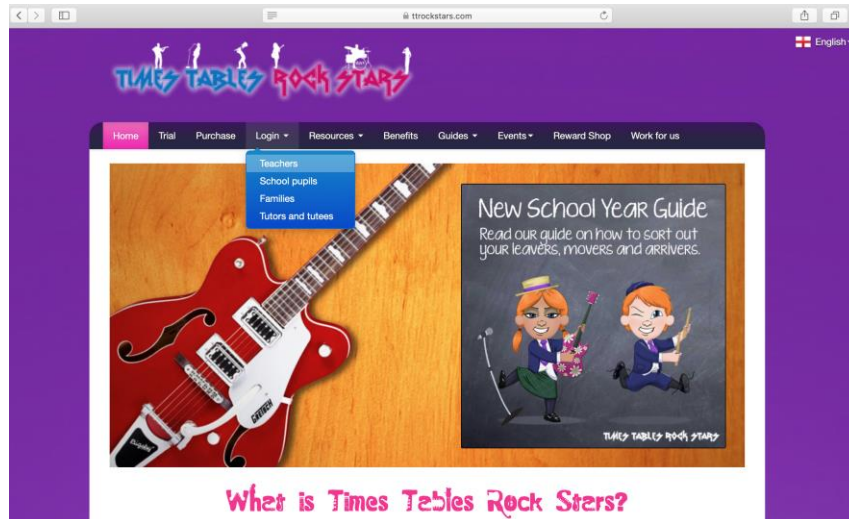 ttrockstars.com
English
TIMES TABLES ROCK STARS
Home Trial Purchase Login Resources Benefits Guides Events Reward Shop Work for us
Teachers
School pupils
Families
Tutors and tutees
New School Year Guide
Read our guide on how to sort out
your leavers, movers and arrivers.
GRETSCH
TIMES TABLES ROCK STARS
What is Times Tables Rock Stars?